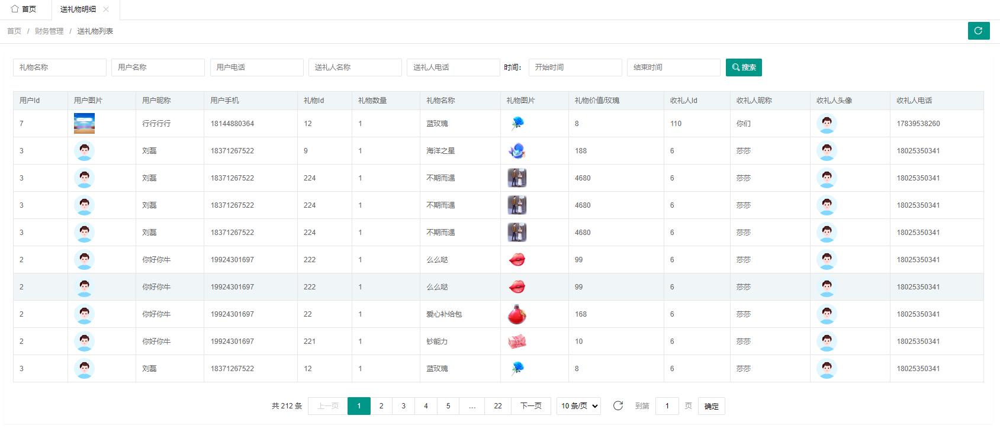 首页 送礼物明细
首页 / 财务管理 / 送礼物列表
礼物名称 用户名称 用户电话 送礼人名称 送礼人电话 时间： 开始时间 结束时间 搜索
用户Id 用户图片 用户昵称 用户手机 礼物Id 礼物数量 礼物名称 礼物图片 礼物价值/玫瑰 收礼人Id 收礼人昵称 收礼人头像 收礼人电话
7 行行行行 18144880364 12 1 蓝玫瑰 8 110 你们 17839538260
3 刘磊 18371267522 9 1 海洋之星 188 6 莎莎 18025350341
3 刘磊 18371267522 224 1 不期而遇 4680 6 莎莎 18025350341
3 刘磊 18371267522 224 1 不期而遇 4680 6 莎莎 18025350341
3 刘磊 18371267522 224 1 不期而遇 4680 6 莎莎 18025350341
2 你好你牛 19924301697 222 1 么么哒 99 6 莎莎 18025350341
2 你好你牛 19924301697 222 1 么么哒 99 6 莎莎 18025350341
2 你好你牛 19924301697 22 1 爱心补给包 168 6 莎莎 18025350341
2 你好你牛 19924301697 221 1 钞能力 10 6 莎莎 18025350341
3 刘磊 18371267522 12 1 蓝玫瑰 8 6 莎莎 18025350341
共 212 条 上一页 1 2 3 4 5 … 22 下一页 10 条/页 到第 1 页 确定